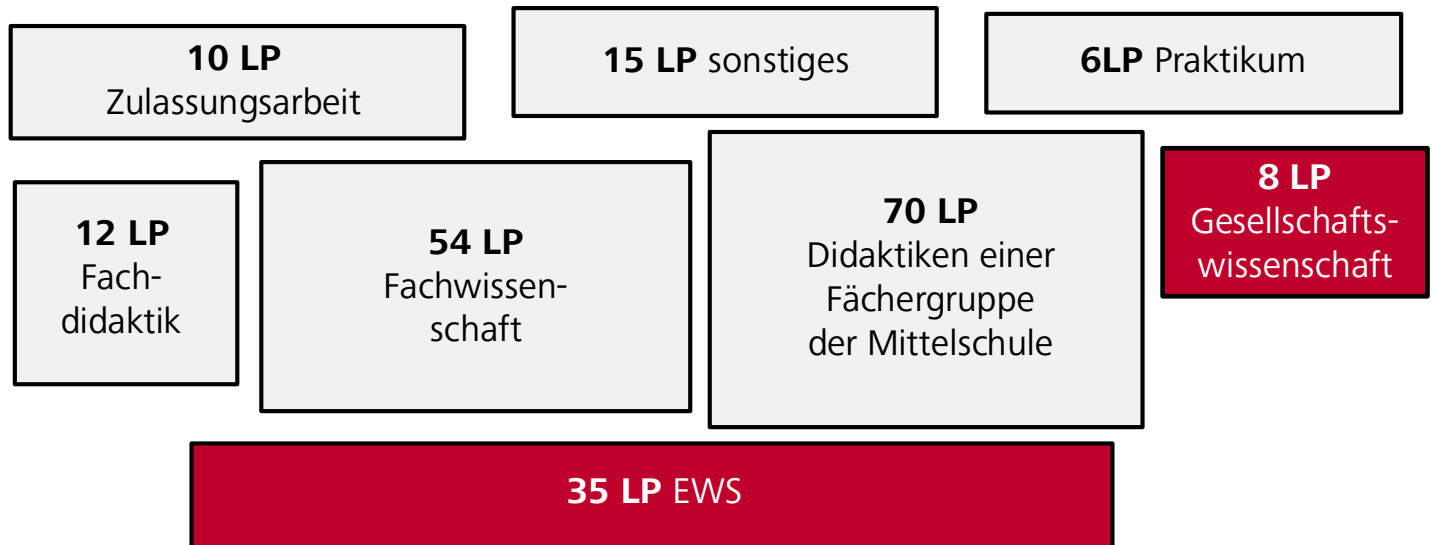 10 LP
Zulassungsarbeit
15 LP sonstiges
6LP Praktikum
12 LP
Fach-
didaktik
54 LP
Fachwissen-
schaft
70 LP
Didaktiken einer
Fächergruppe
der Mittelschule
8 LP
Gesellschafts-
wissenschaft
35 LP EWS